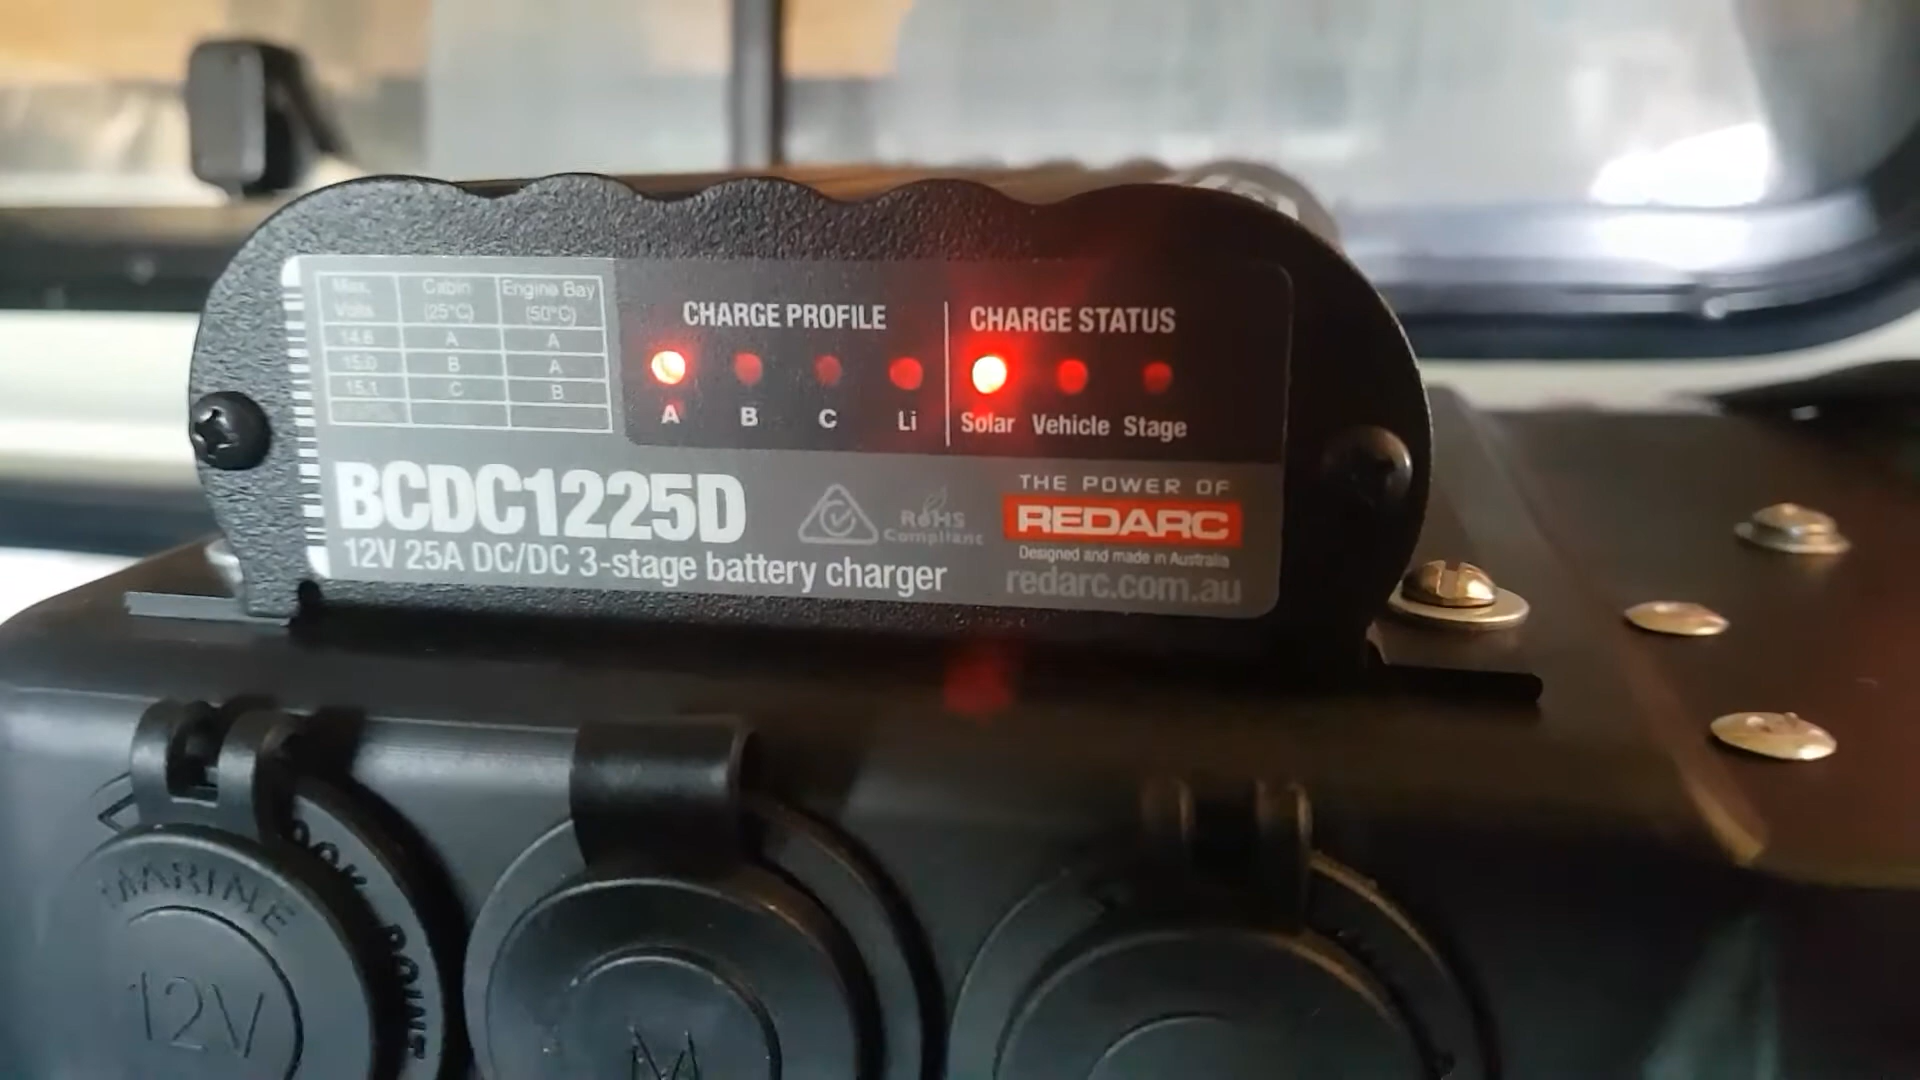 Max. Volts Cabin (25°C) Engine Bay (50°C)
14.6 A A
15.0 B A
15.1 C B
CHARGE PROFILE
A B C Li
CHARGE STATUS
Solar Vehicle Stage
BCDC1225D
12V 25A DC/DC 3-stage battery charger
RoHS
Compliant
THE POWER OF
REDARC
Designed and made in Australia
redarc.com.au
MARINE
12V
M